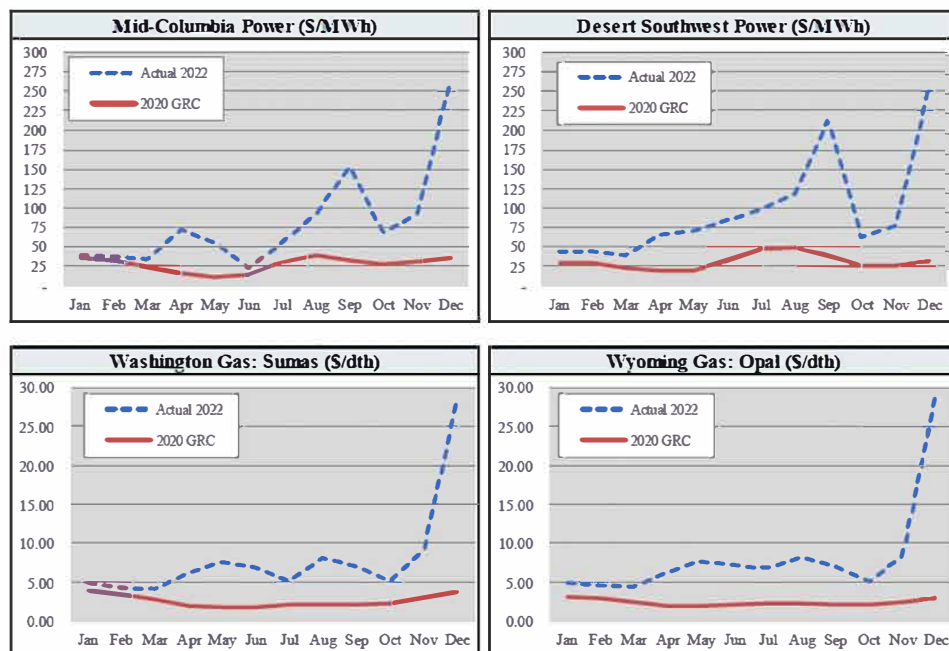 Mid-Columbia Power ($/MWh)
300
275
250
225
200
175
150
125
100
75
50
25
-
Actual 2022
2020 GRC
Jan Feb Mar Apr May Jun Jul Aug Sep Oct Nov Dec
Desert Southwest Power ($/MWh)
300
275
250
225
200
175
150
125
100
75
50
25
-
Actual 2022
2020 GRC
Jan Feb Mar Apr May Jun Jul Aug Sep Oct Nov Dec
Washington Gas: Sumas ($/dth)
30.00
25.00
20.00
15.00
10.00
5.00
0.00
Actual 2022
2020 GRC
Jan Feb Mar Apr May Jun Jul Aug Sep Oct Nov Dec
Wyoming Gas: Opal ($/dth)
30.00
25.00
20.00
15.00
10.00
5.00
0.00
Actual 2022
2020 GRC
Jan Feb Mar Apr May Jun Jul Aug Sep Oct Nov Dec